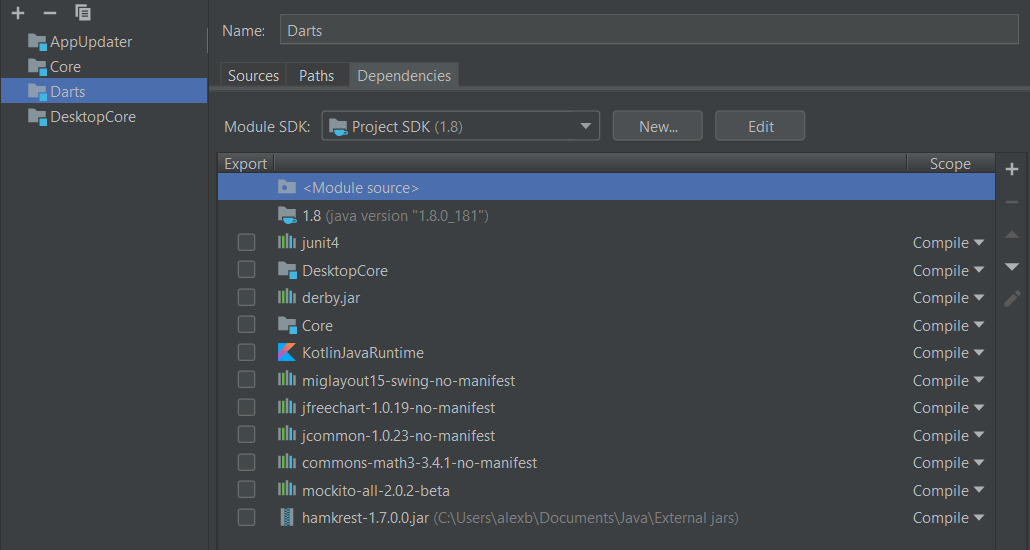 AppUpdater
Core
Darts
DesktopCore
Name: Darts
Sources Paths Dependencies
Module SDK: Project SDK (1.8) New... Edit
Export Scope
<Module source>
1.8 (java version "1.8.0_181")
junit4 Compile
DesktopCore Compile
derby.jar Compile
Core Compile
KotlinJavaRuntime Compile
miglayout15-swing-no-manifest Compile
jfreechart-1.0.19-no-manifest Compile
jcommon-1.0.23-no-manifest Compile
commons-math3-3.4.1-no-manifest Compile
mockito-all-2.0.2-beta Compile
hamkrest-1.7.0.0.jar (C:\Users\alexb\Documents\Java\External jars) Compile